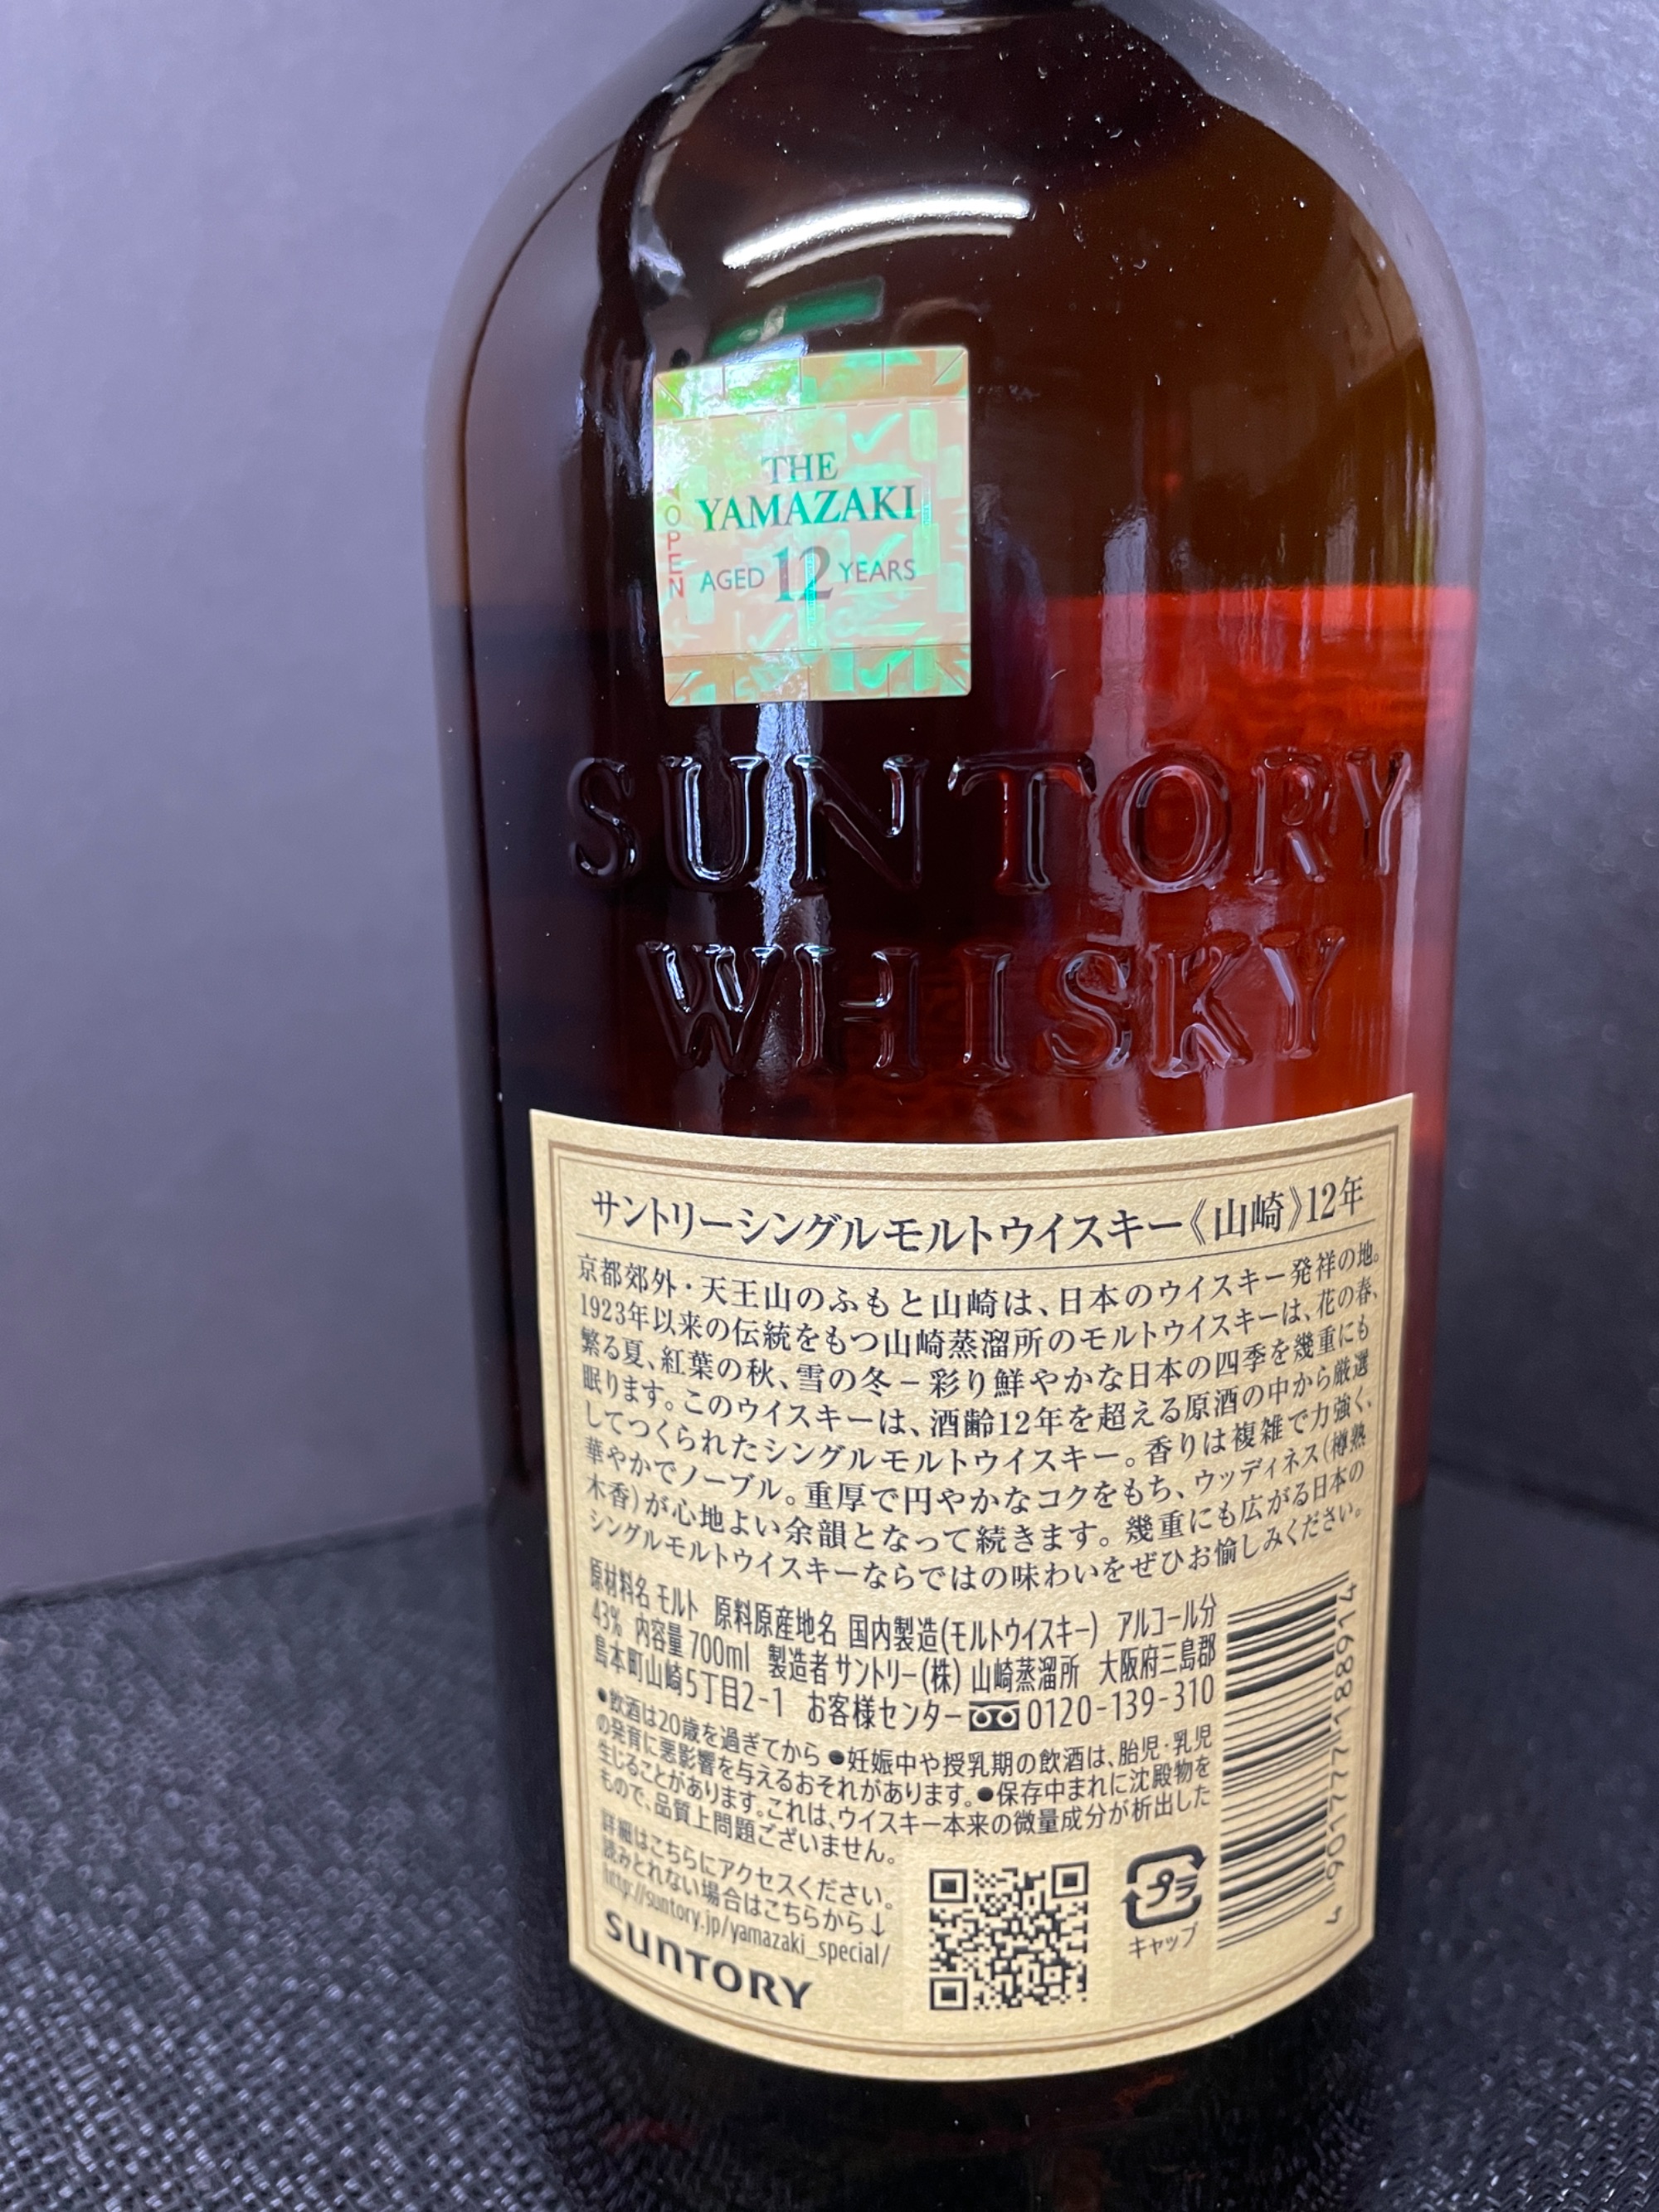 THE
YAMAZAKI
AGED 12 YEARS
OPEN
SUNTORY
WHISKY
サントリーシングルモルトウイスキー《山崎》12年
京都郊外・天王山のふもと山崎は、日本のウイスキー発祥の地。
1923年以来の伝統をもつ山崎蒸溜所のモルトウイスキーは、花の春、
繁る夏、紅葉の秋、雪の冬－彩り鮮やかな日本の四季を幾重にも
眠ります。このウイスキーは、酒齢12年を超える原酒の中から厳選
してつくられたシングルモルトウイスキー。香りは複雑で力強く、
華やかでノーブル。重厚で円やかなコクをもち、ウッディネス(樽熟
木香)が心地よい余韻となって続きます。幾重にも広がる日本の
シングルモルトウイスキーならではの味わいをぜひお愉しみください。
原材料名 モルト 原料原産地名 国内製造(モルトウイスキー) アルコール分
43% 内容量 700ml 製造者 サントリー(株) 山崎蒸溜所 大阪府三島郡
島本町山崎5丁目2-1 お客様センター 0120-139-310
●飲酒は20歳を過ぎてから ●妊娠中や授乳期の飲酒は、胎児・乳児
の発育に悪影響を与えるおそれがあります。●保存中まれに沈殿物を
生じることがあります。これは、ウイスキー本来の微量成分が析出した
もので、品質上問題ございません。
詳細はこちらにアクセスください。
読みとれない場合はこちらから↓
http://suntory.jp/yamazaki_special/
SUNTORY
プラ
キャップ